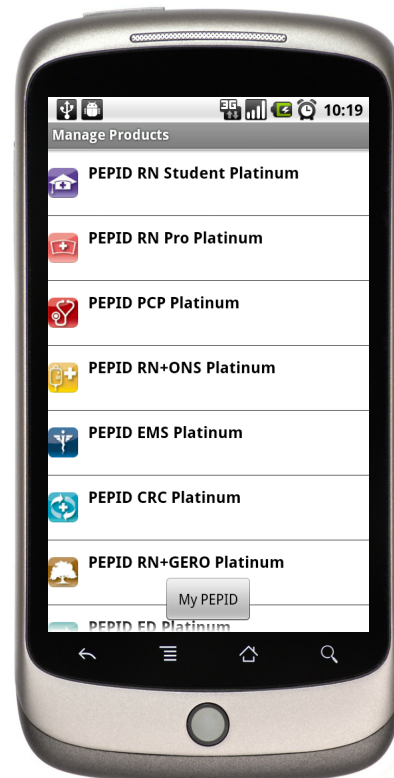 3G
10:19
Manage Products
PEPID RN Student Platinum
PEPID RN Pro Platinum
PEPID PCP Platinum
PEPID RN+ONS Platinum
PEPID EMS Platinum
PEPID CRC Platinum
PEPID RN+GERO Platinum
My PEPID
PEPID ED Platinum